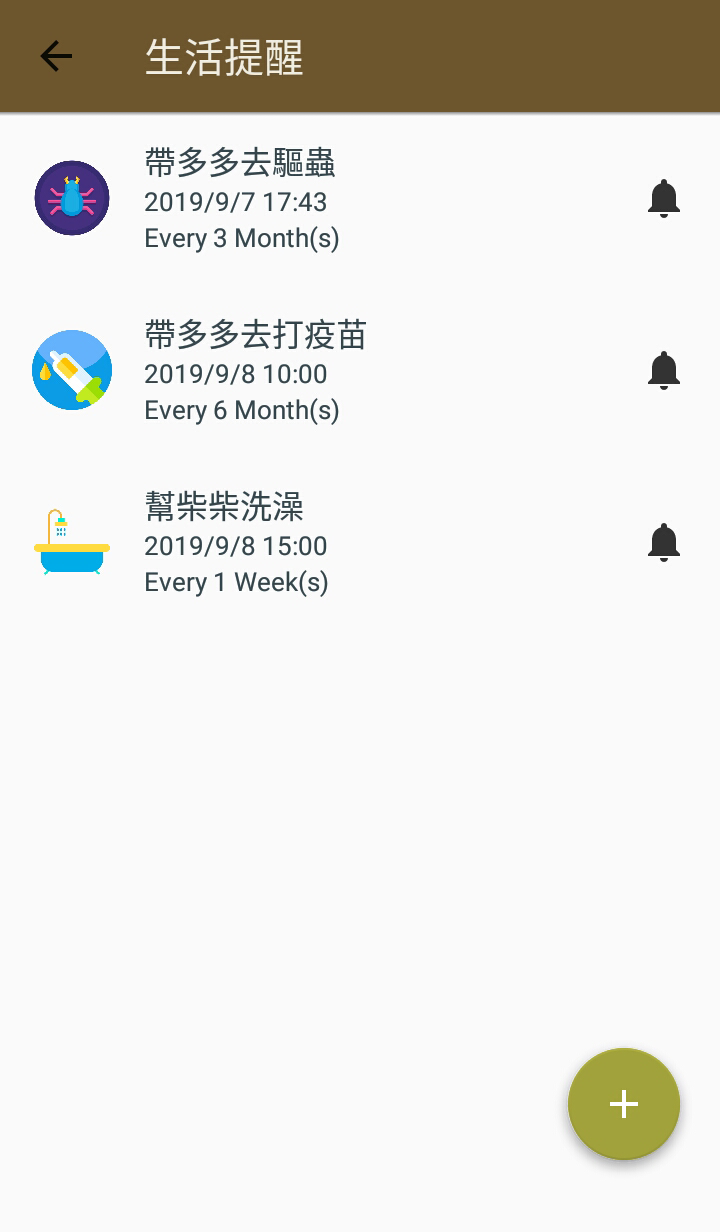 生活提醒
帶多多去驅蟲
2019/9/7 17:43
Every 3 Month(s)
帶多多去打疫苗
2019/9/8 10:00
Every 6 Month(s)
幫柴柴洗澡
2019/9/8 15:00
Every 1 Week(s)